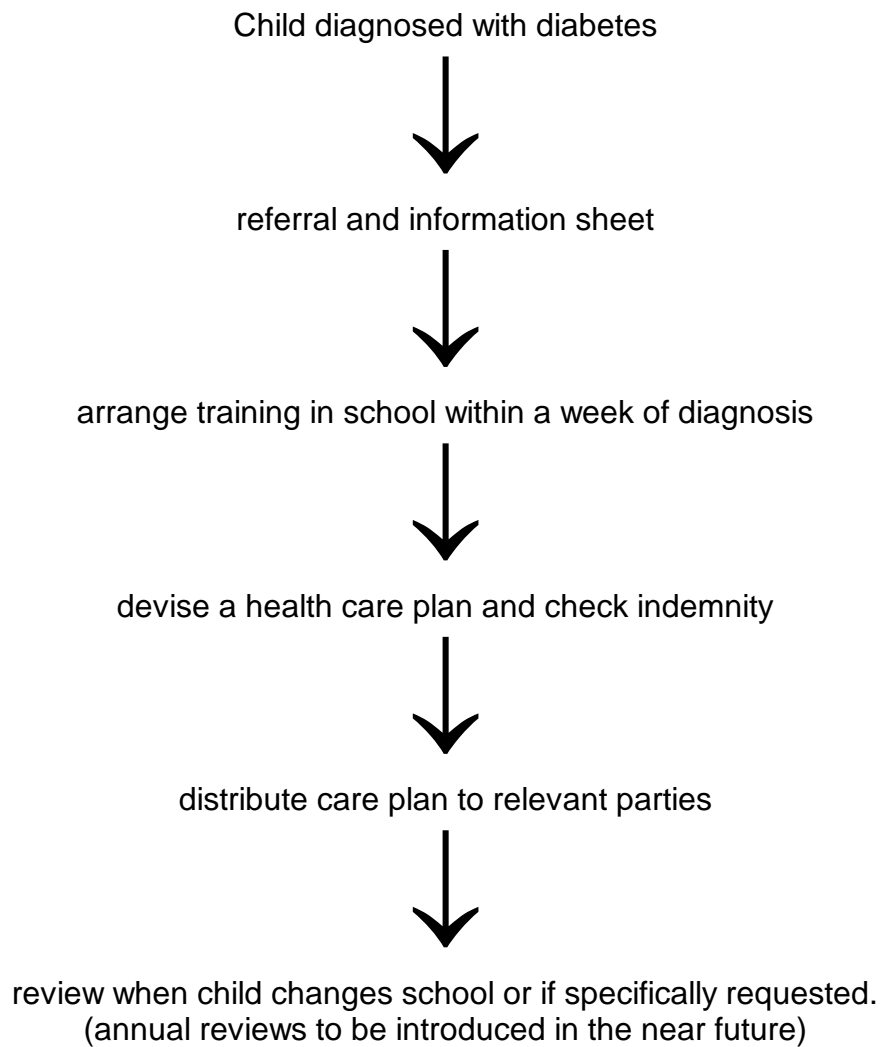 Child diagnosed with diabetes
referral and information sheet
arrange training in school within a week of diagnosis
devise a health care plan and check indemnity
distribute care plan to relevant parties
review when child changes school or if specifically requested.
(annual reviews to be introduced in the near future)